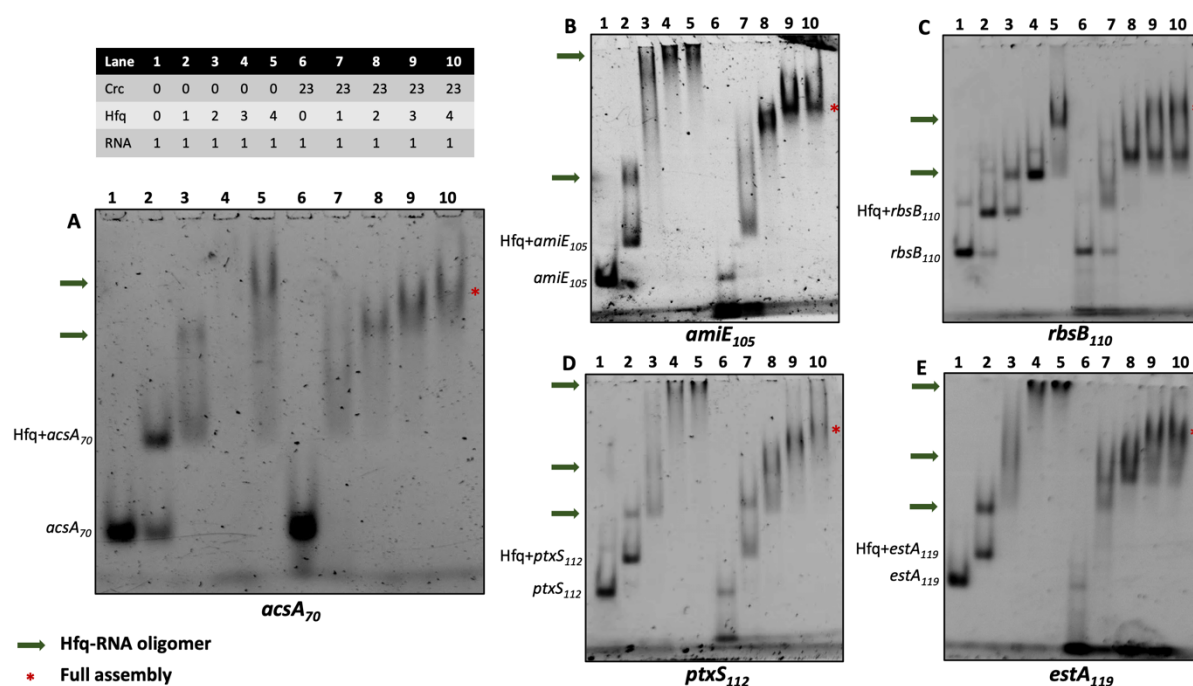 Lane 1 2 3 4 5 6 7 8 9 10
Crc 0 0 0 0 0 23 23 23 23 23
Hfq 0 1 2 3 4 0 1 2 3 4
RNA 1 1 1 1 1 1 1 1 1 1
A
1 2 3 4 5 6 7 8 9 10
*
Hfq+acsA70
acsA70
acsA70
Hfq-RNA oligomer
* Full assembly
B
1 2 3 4 5 6 7 8 9 10
*
Hfq+amiE105
amiE105
amiE105
C
1 2 3 4 5 6 7 8 9 10
Hfq+rbsB110
rbsB110
rbsB110
D
1 2 3 4 5 6 7 8 9 10
*
Hfq+ptxS112
ptxS112
ptxS112
E
1 2 3 4 5 6 7 8 9 10
*
Hfq+estA119
estA119
estA119